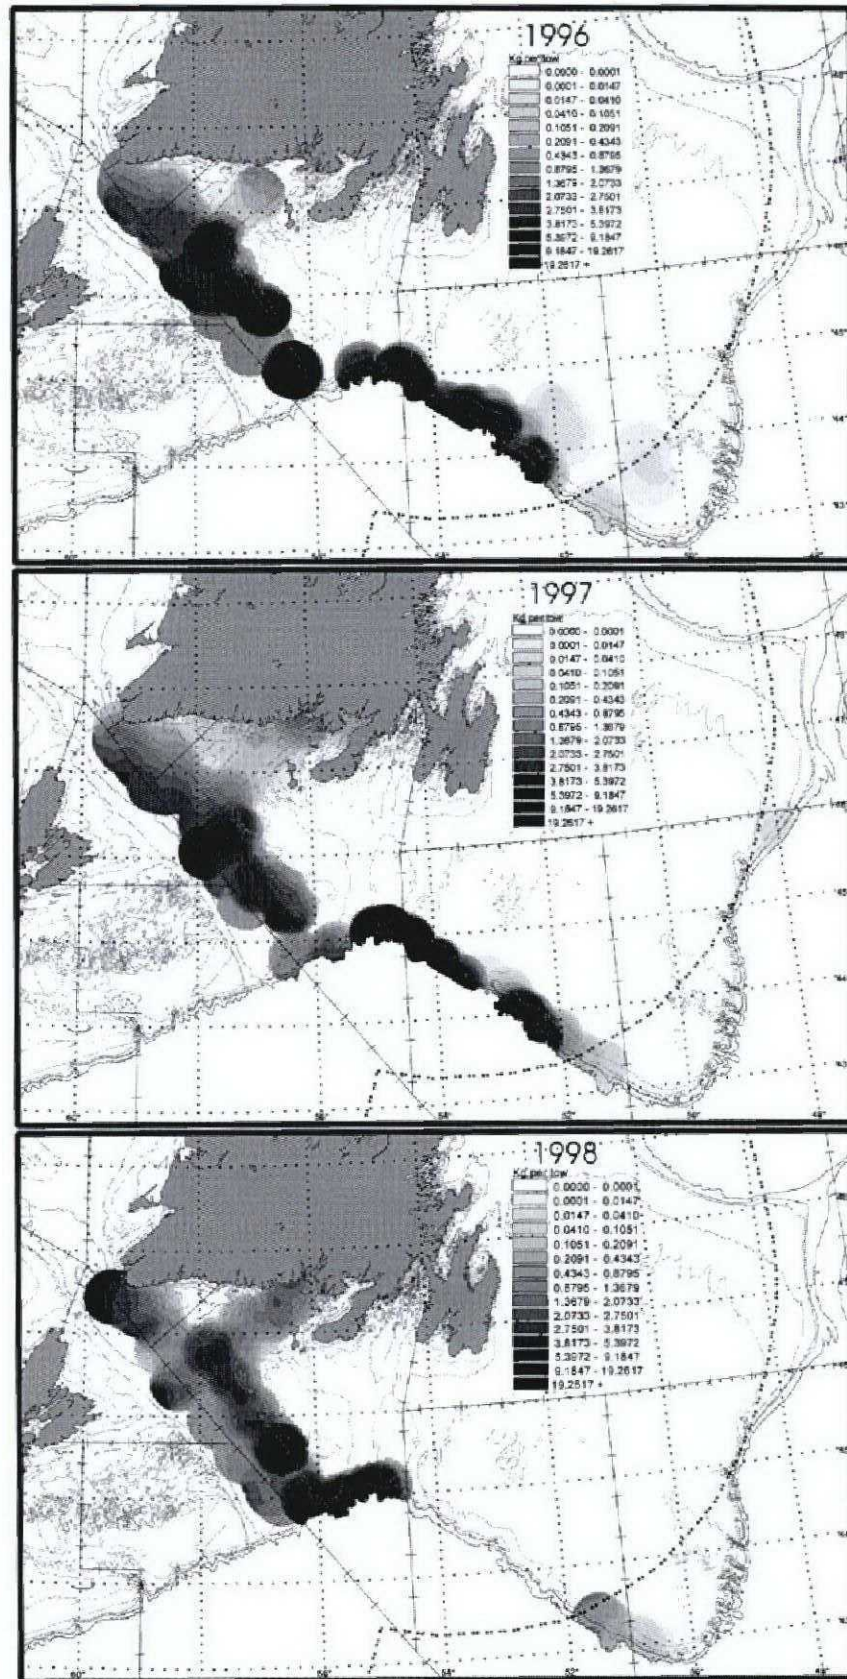 1996
Kg per tow
0.0000 - 0.0001
0.0001 - 0.0147
0.0147 - 0.0410
0.0410 - 0.1051
0.1051 - 0.2091
0.2091 - 0.4343
0.4343 - 0.8795
0.8795 - 1.3679
1.3679 - 2.0733
2.0733 - 2.7501
2.7501 - 3.8173
3.8173 - 5.3972
5.3972 - 9.1847
9.1847 - 19.2617
19.2617 +
1997
Kg per tow
0.0000 - 0.0001
0.0001 - 0.0147
0.0147 - 0.0410
0.0410 - 0.1051
0.1051 - 0.2091
0.2091 - 0.4343
0.4343 - 0.8795
0.8795 - 1.3679
1.3679 - 2.0733
2.0733 - 2.7501
2.7501 - 3.8173
3.8173 - 5.3972
5.3972 - 9.1847
9.1847 - 19.2617
19.2617 +
1998
Kg per tow
0.0000 - 0.0001
0.0001 - 0.0147
0.0147 - 0.0410
0.0410 - 0.1051
0.1051 - 0.2091
0.2091 - 0.4343
0.4343 - 0.8795
0.8795 - 1.3679
1.3679 - 2.0733
2.0733 - 2.7501
2.7501 - 3.8173
3.8173 - 5.3972
5.3972 - 9.1847
9.1847 - 19.2617
19.2617 +